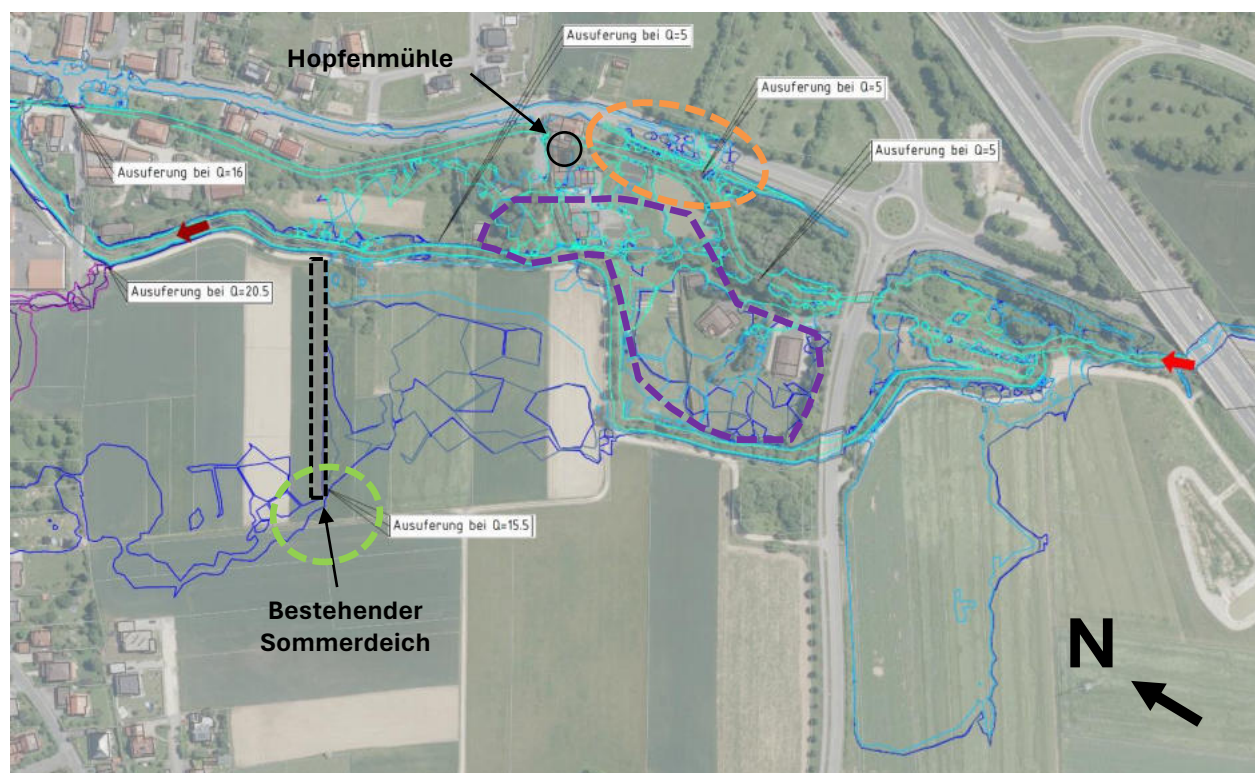 Ausuferung bei Q=5
Hopfenmühle
Ausuferung bei Q=5
Ausuferung bei Q=5
Ausuferung bei Q=16
Ausuferung bei Q=20.5
Ausuferung bei Q=15.5
Bestehender
Sommerdeich
N